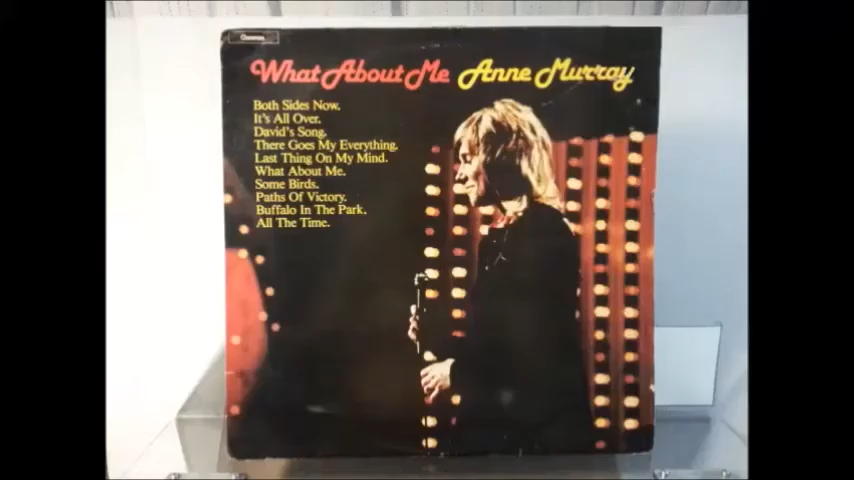 What About Me Anne Murray
Both Sides Now.
It's All Over.
David's Song.
There Goes My Everything.
Last Thing On My Mind.
What About Me.
Some Birds.
Paths Of Victory.
Buffalo In The Park.
All The Time.